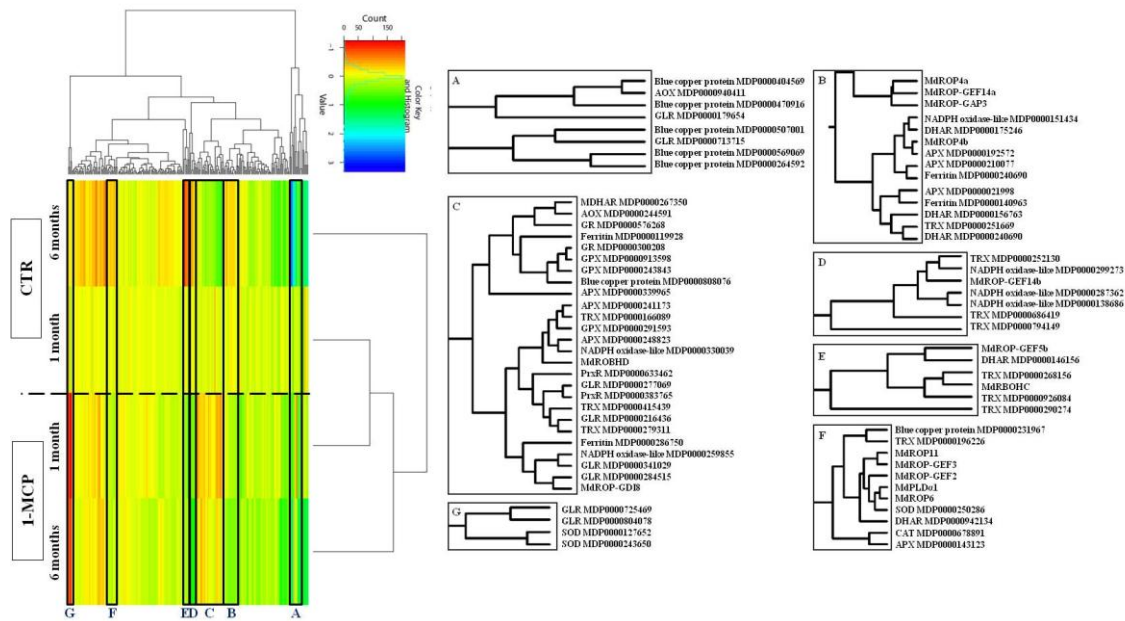 Count
0 50 150
-1 0 1 2 3
Value
Color Key
and Histogram
CTR
6 months
1 month
1-MCP
1 month
6 months
G F E D C B A
A
Blue copper protein MDP0000404569
AOX MDP0000940411
Blue copper protein MDP0000470916
GLR MDP0000179654
Blue copper protein MDP0000507001
GLR MDP0000713715
Blue copper protein MDP0000569069
Blue copper protein MDP0000264592
C
MDHAR MDP0000267350
AOX MDP0000244591
GR MDP0000576268
Ferritin MDP0000119928
GR MDP0000300208
GPX MDP0000913598
GPX MDP0000243843
Blue copper protein MDP0000808076
APX MDP0000339965
APX MDP0000241173
TRX MDP0000166089
GPX MDP0000291593
APX MDP0000248823
NADPH oxidase-like MDP0000330039
MdROBHD
PrxR MDP0000633462
GLR MDP0000277069
PrxR MDP0000383765
TRX MDP0000415439
GLR MDP0000216436
TRX MDP0000279311
Ferritin MDP0000286750
NADPH oxidase-like MDP0000259855
GLR MDP0000341029
GLR MDP0000284515
MdROP-GDI8
G
GLR MDP0000725469
GLR MDP0000804078
SOD MDP0000127652
SOD MDP0000243650
B
MdROP4a
MdROP-GEF14a
MdROP-GAP3
NADPH oxidase-like MDP0000151434
DHAR MDP0000175246
MdROP4b
APX MDP0000192572
APX MDP0000210077
Ferritin MDP0000240690
APX MDP0000021998
Ferritin MDP0000140963
DHAR MDP0000156763
TRX MDP0000251669
DHAR MDP0000240690
D
TRX MDP0000252130
NADPH oxidase-like MDP0000299273
MdROP-GEF14b
NADPH oxidase-like MDP0000287362
NADPH oxidase-like MDP0000138686
TRX MDP0000686419
TRX MDP0000794149
E
MdROP-GEF5b
DHAR MDP0000146156
TRX MDP0000268156
MdRBOHC
TRX MDP0000926084
TRX MDP0000290274
F
Blue copper protein MDP0000231967
TRX MDP0000196226
MdROP11
MdROP-GEF3
MdROP-GEF2
MdPLDα1
MdROP6
SOD MDP0000250286
DHAR MDP0000942134
CAT MDP0000678891
APX MDP0000143123